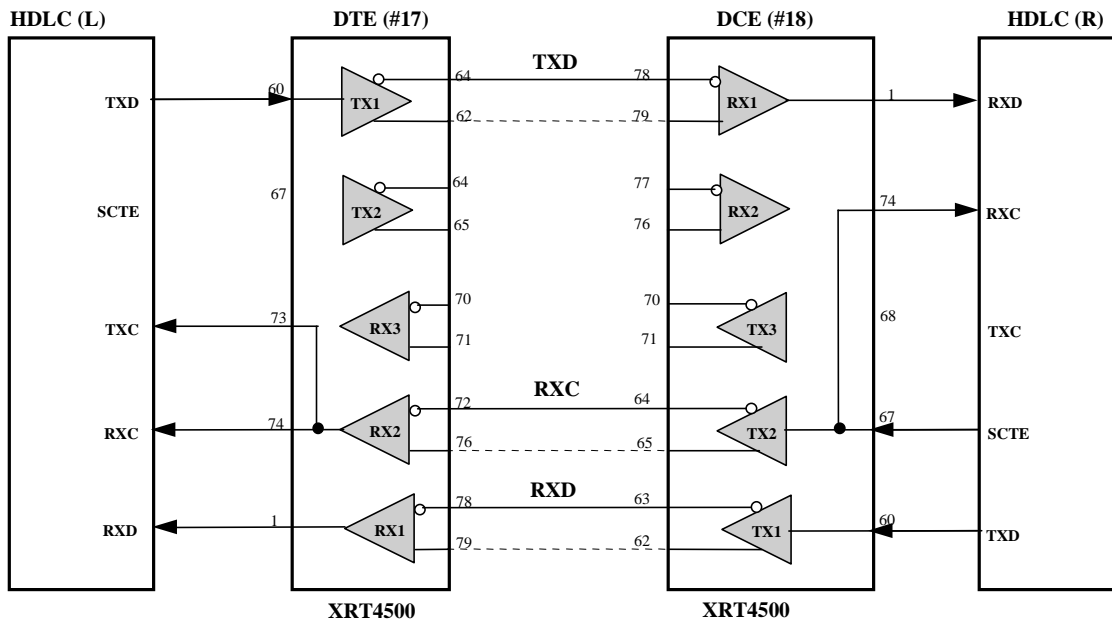 HDLC (L) DTE (#17) DCE (#18) HDLC (R)
TXD
TXD 60 TX1 64 78 RX1 1 RXD
62 79
SCTE 67 TX2 64 77 RX2 74 RXC
65 76
TXC 73 RX3 70 70 TX3 68 TXC
71 71
RXC
RXC 74 RX2 72 64 TX2 67 SCTE
76 65
RXD
RXD 1 RX1 78 63 TX1 60 TXD
79 62
XRT4500 XRT4500